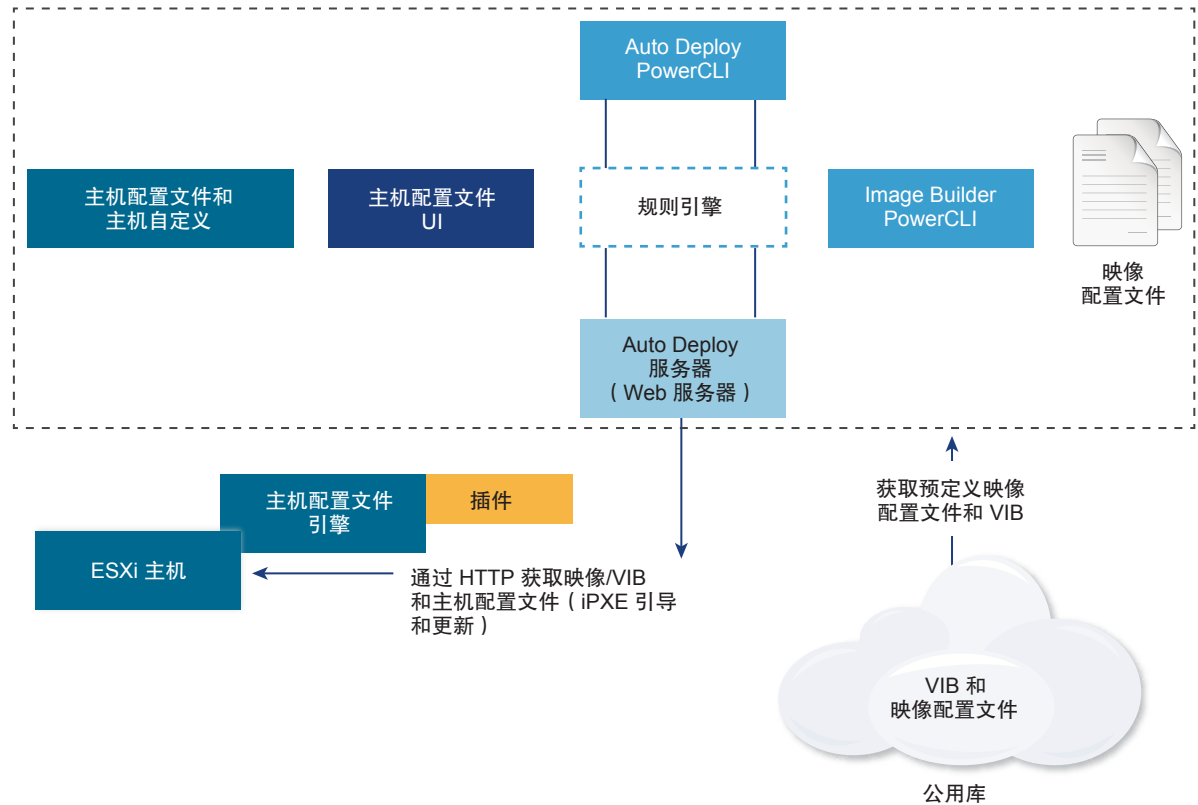 Auto Deploy
PowerCLI
主机配置文件和
主机自定义
主机配置文件
UI
规则引擎
Image Builder
PowerCLI
映像
配置文件
Auto Deploy
服务器
（ Web 服务器 ）
主机配置文件
引擎
插件
ESXi 主机
通过 HTTP 获取映像/VIB
和主机配置文件（ iPXE 引导
和更新 ）
获取预定义映像
配置文件和 VIB
VIB 和
映像配置文件
公用库